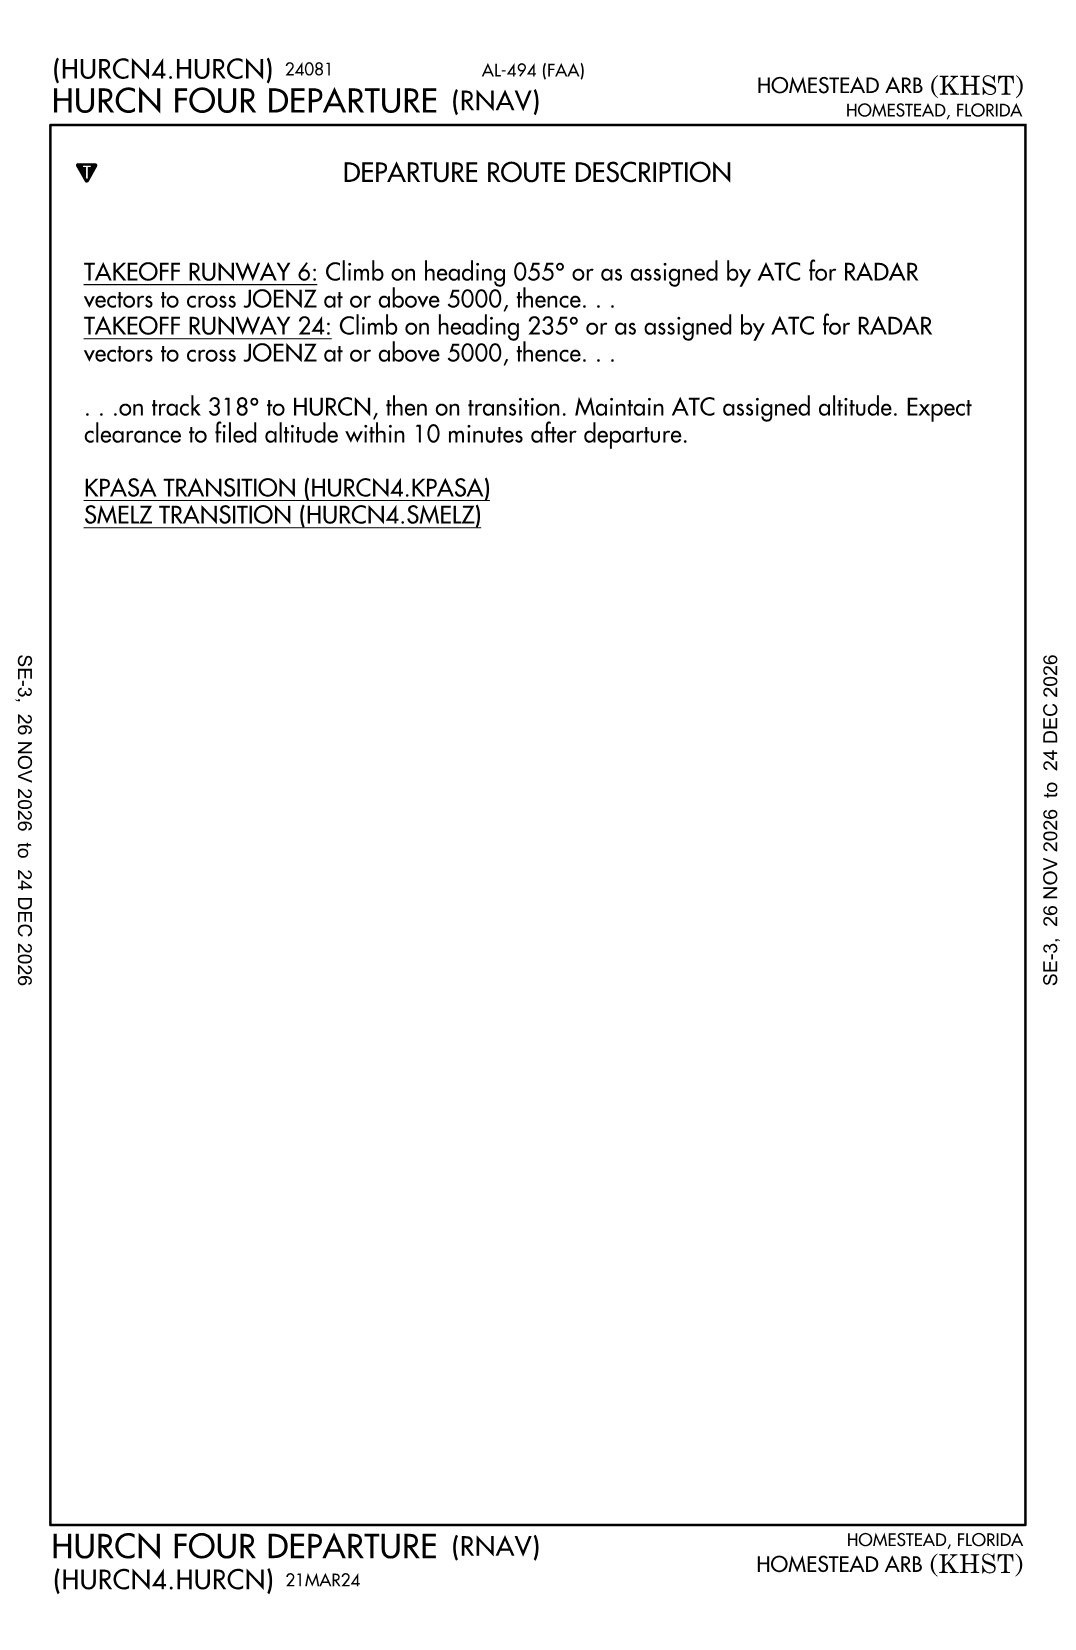 (HURCN4.HURCN) 24081
AL-494 (FAA)
HURCN FOUR DEPARTURE (RNAV)
HOMESTEAD ARB (KHST)
HOMESTEAD, FLORIDA
T
DEPARTURE ROUTE DESCRIPTION
TAKEOFF RUNWAY 6: Climb on heading 055° or as assigned by ATC for RADAR
vectors to cross JOENZ at or above 5000, thence. . .
TAKEOFF RUNWAY 24: Climb on heading 235° or as assigned by ATC for RADAR
vectors to cross JOENZ at or above 5000, thence. . .
. . .on track 318° to HURCN, then on transition. Maintain ATC assigned altitude. Expect
clearance to filed altitude within 10 minutes after departure.
KPASA TRANSITION (HURCN4.KPASA)
SMELZ TRANSITION (HURCN4.SMELZ)
SE-3, 26 NOV 2026 to 24 DEC 2026
SE-3, 26 NOV 2026 to 24 DEC 2026
HURCN FOUR DEPARTURE (RNAV)
(HURCN4.HURCN) 21MAR24
HOMESTEAD, FLORIDA
HOMESTEAD ARB (KHST)